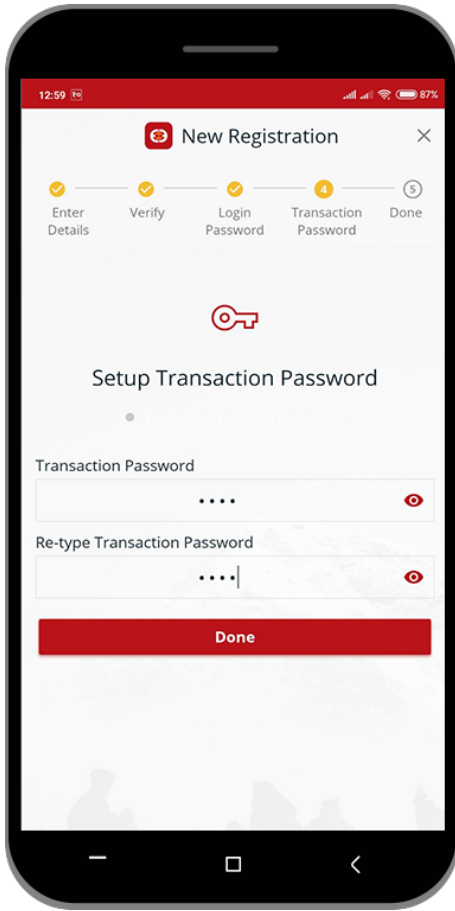 12:59
87%
New Registration
5
4
Enter Details
Verify
Login Password
Transaction Password
Done
Setup Transaction Password
Transaction Password
Re-type Transaction Password
Done